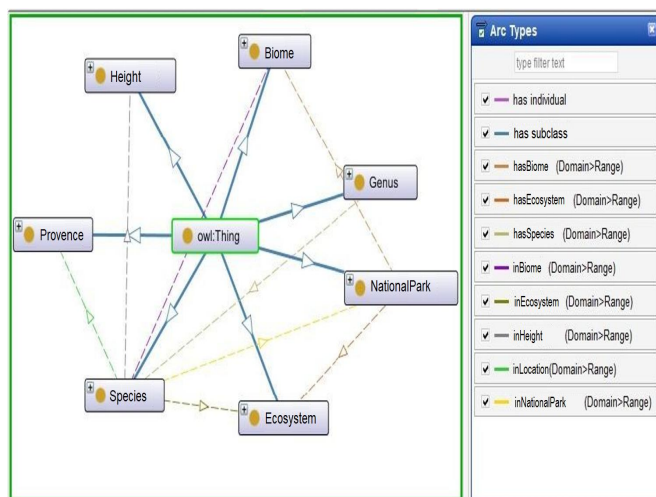 Biome
Height
Genus
Provence
owl:Thing
NationalPark
Species
Ecosystem
Arc Types
type filter text
has individual
has subclass
hasBiome (Domain>Range)
hasEcosystem (Domain>Range)
hasSpecies (Domain>Range)
inBiome (Domain>Range)
inEcosystem (Domain>Range)
inHeight (Domain>Range)
inLocation(Domain>Range)
inNationalPark (Domain>Range)